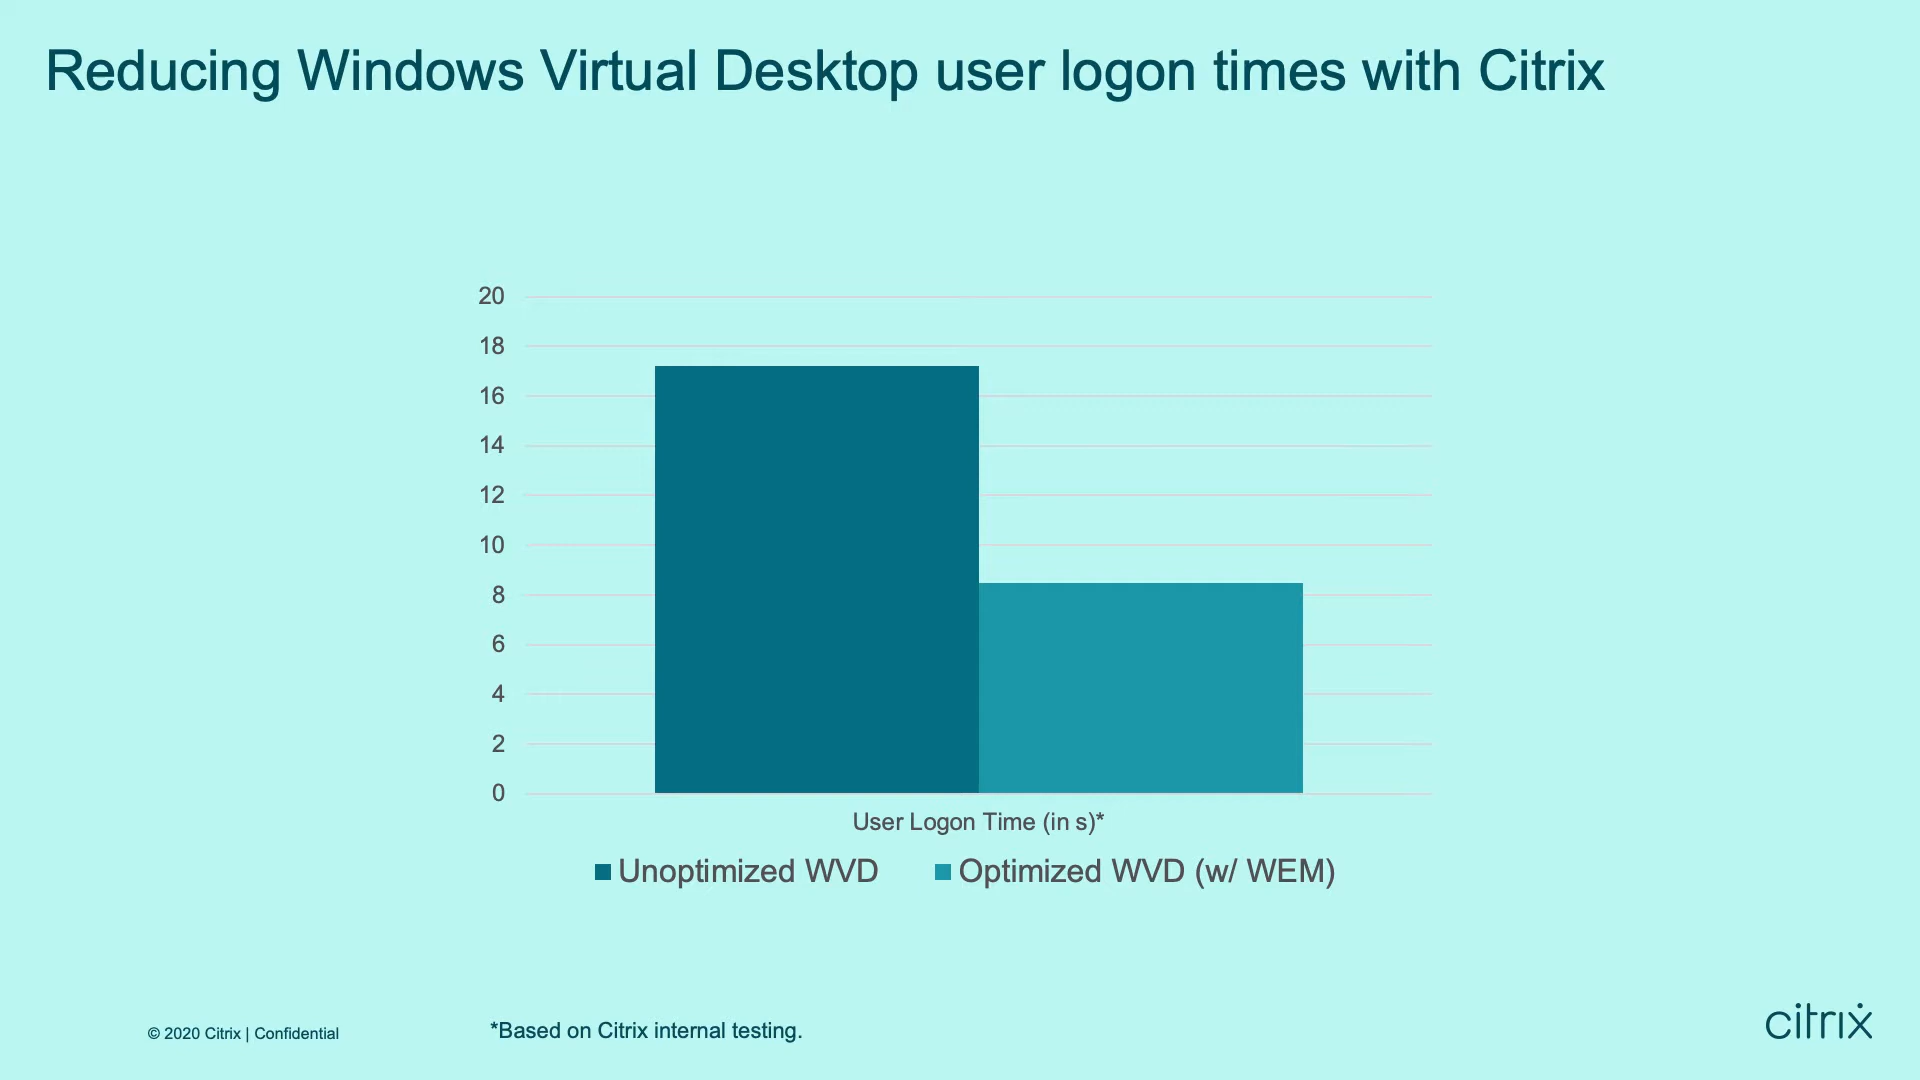 Reducing Windows Virtual Desktop user logon times with Citrix
20
18
16
14
12
10
8
6
4
2
0
User Logon Time (in s)*
Unoptimized WVD
Optimized WVD (w/ WEM)
© 2020 Citrix | Confidential
*Based on Citrix internal testing.
citrix